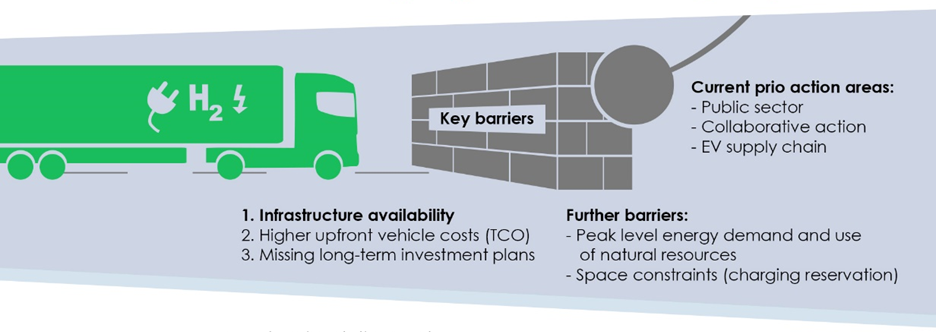 H2
Key barriers
Current prio action areas:
- Public sector
- Collaborative action
- EV supply chain
1. Infrastructure availability
2. Higher upfront vehicle costs (TCO)
3. Missing long-term investment plans
Further barriers:
- Peak level energy demand and use
of natural resources
- Space constraints (charging reservation)